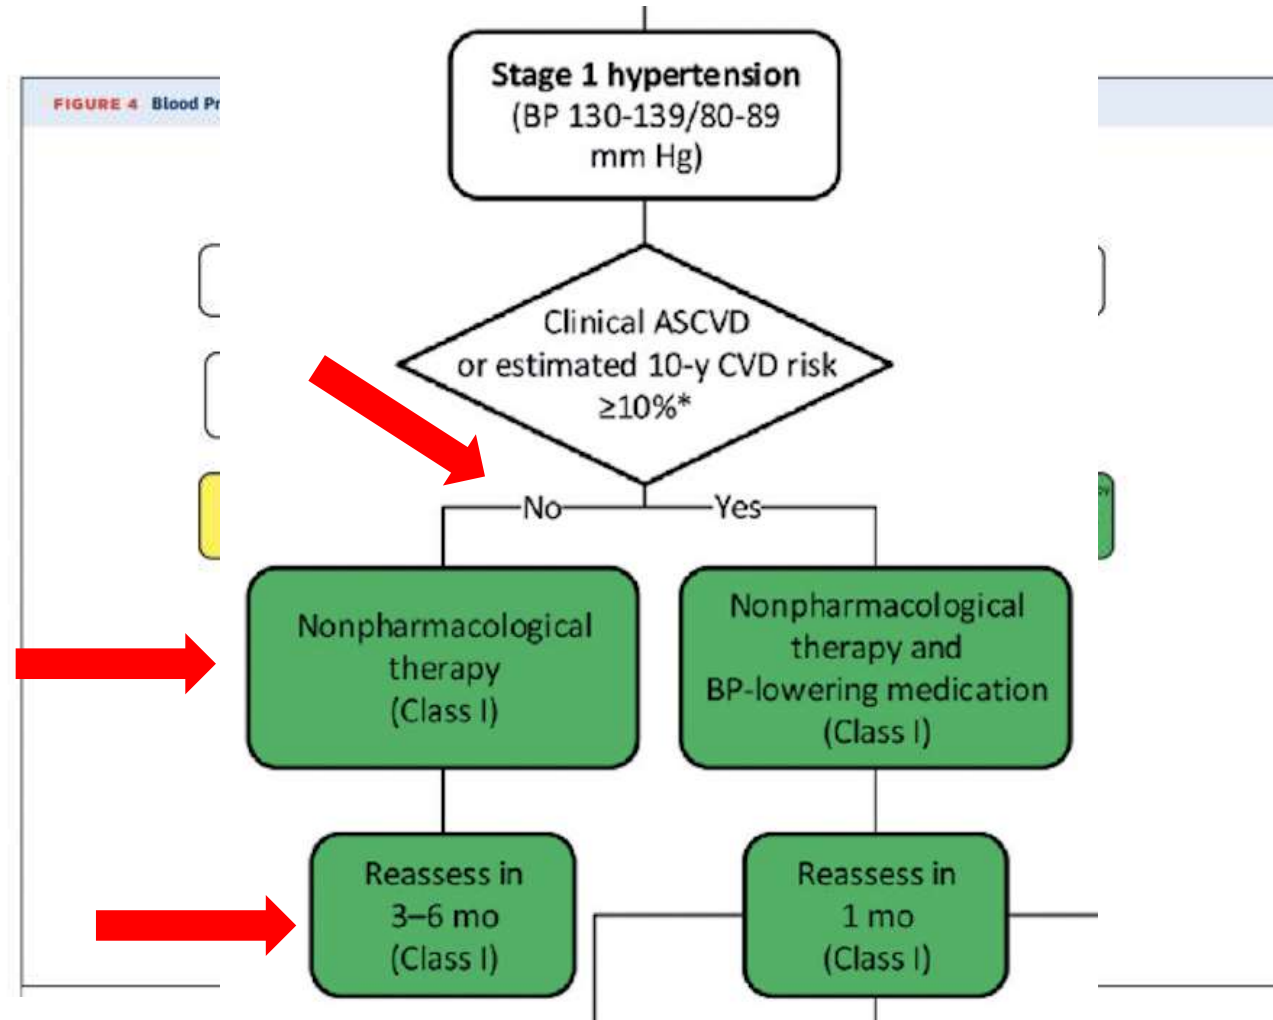 FIGURE 4 Blood Pr
Stage 1 hypertension
(BP 130-139/80-89
mm Hg)
Clinical ASCVD
or estimated 10-y CVD risk
≥10%*
No
Yes
Nonpharmacological
therapy
(Class I)
Nonpharmacological
therapy and
BP-lowering medication
(Class I)
Reassess in
3–6 mo
(Class I)
Reassess in
1 mo
(Class I)